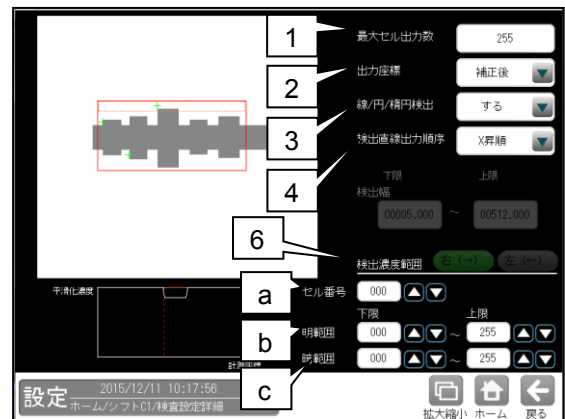 1
最大セル出力数
255
2
出力座標
補正後
3
線/円/楕円検出
する
4
検出直線出力順序
X昇順
下限
上限
検出幅
00005.000
～
00512.000
6
検出濃度範囲
右 (→)
左 (←)
a
セル番号
000
平滑化濃度
下限
上限
b
明範囲
000
～
255
c
暗範囲
000
～
255
設定
2015/12/11 10:17:56
ホーム/シフトC1/検査設定詳細
拡大縮小
ホーム
戻る